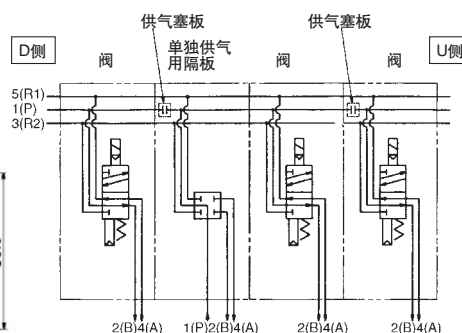 供气塞板
供气塞板
D侧
阀
单独供气
用隔板
阀
阀
U侧
5(R1)
1(P)
3(R2)
2(B)4(A)
1(P)2(B)4(A)
2(B)4(A)
2(B)4(A)